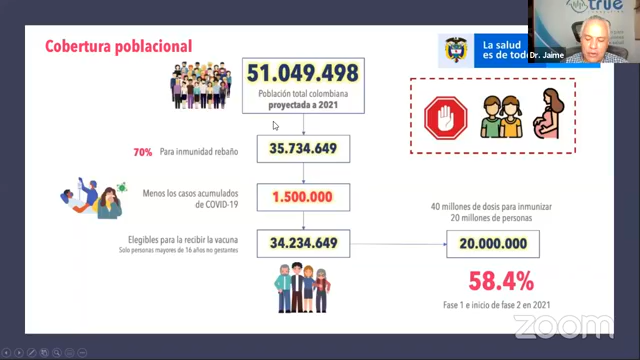 Cobertura poblacional
51.049.498
Población total colombiana
proyectada a 2021
70% Para inmunidad rebaño
35.734.649
Menos los casos acumulados
de COVID-19
1.500.000
Elegibles para la recibir la vacuna
Solo personas mayores de 16 años no gestantes
34.234.649
40 millones de dosis para inmunizar
20 millones de personas
20.000.000
58.4%
Fase 1 e inicio de fase 2 en 2021
La salud
es de
true
Dr. Jaime
zoom